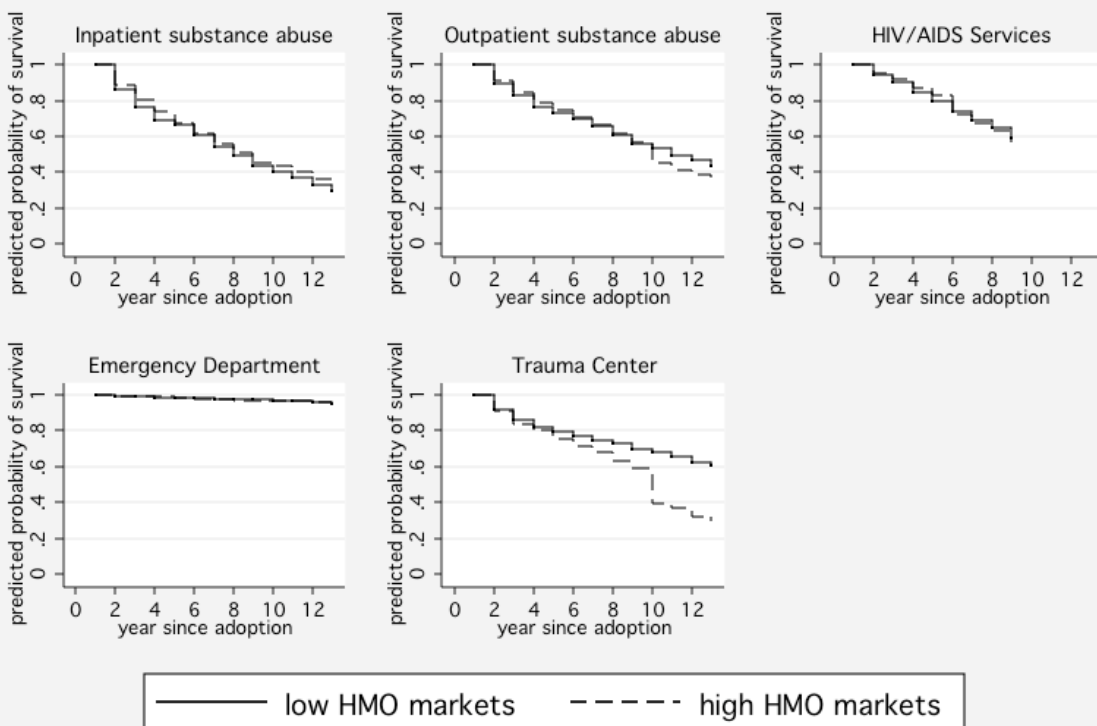 Inpatient substance abuse
predicted probability of survival
1
.8
.6
.4
.2
0
0 2 4 6 8 10 12
year since adoption
Outpatient substance abuse
predicted probability of survival
1
.8
.6
.4
.2
0
0 2 4 6 8 10 12
year since adoption
HIV/AIDS Services
predicted probability of survival
1
.8
.6
.4
.2
0
0 2 4 6 8 10 12
year since adoption
Emergency Department
predicted probability of survival
1
.8
.6
.4
.2
0
0 2 4 6 8 10 12
year since adoption
Trauma Center
predicted probability of survival
1
.8
.6
.4
.2
0
0 2 4 6 8 10 12
year since adoption
low HMO markets high HMO markets